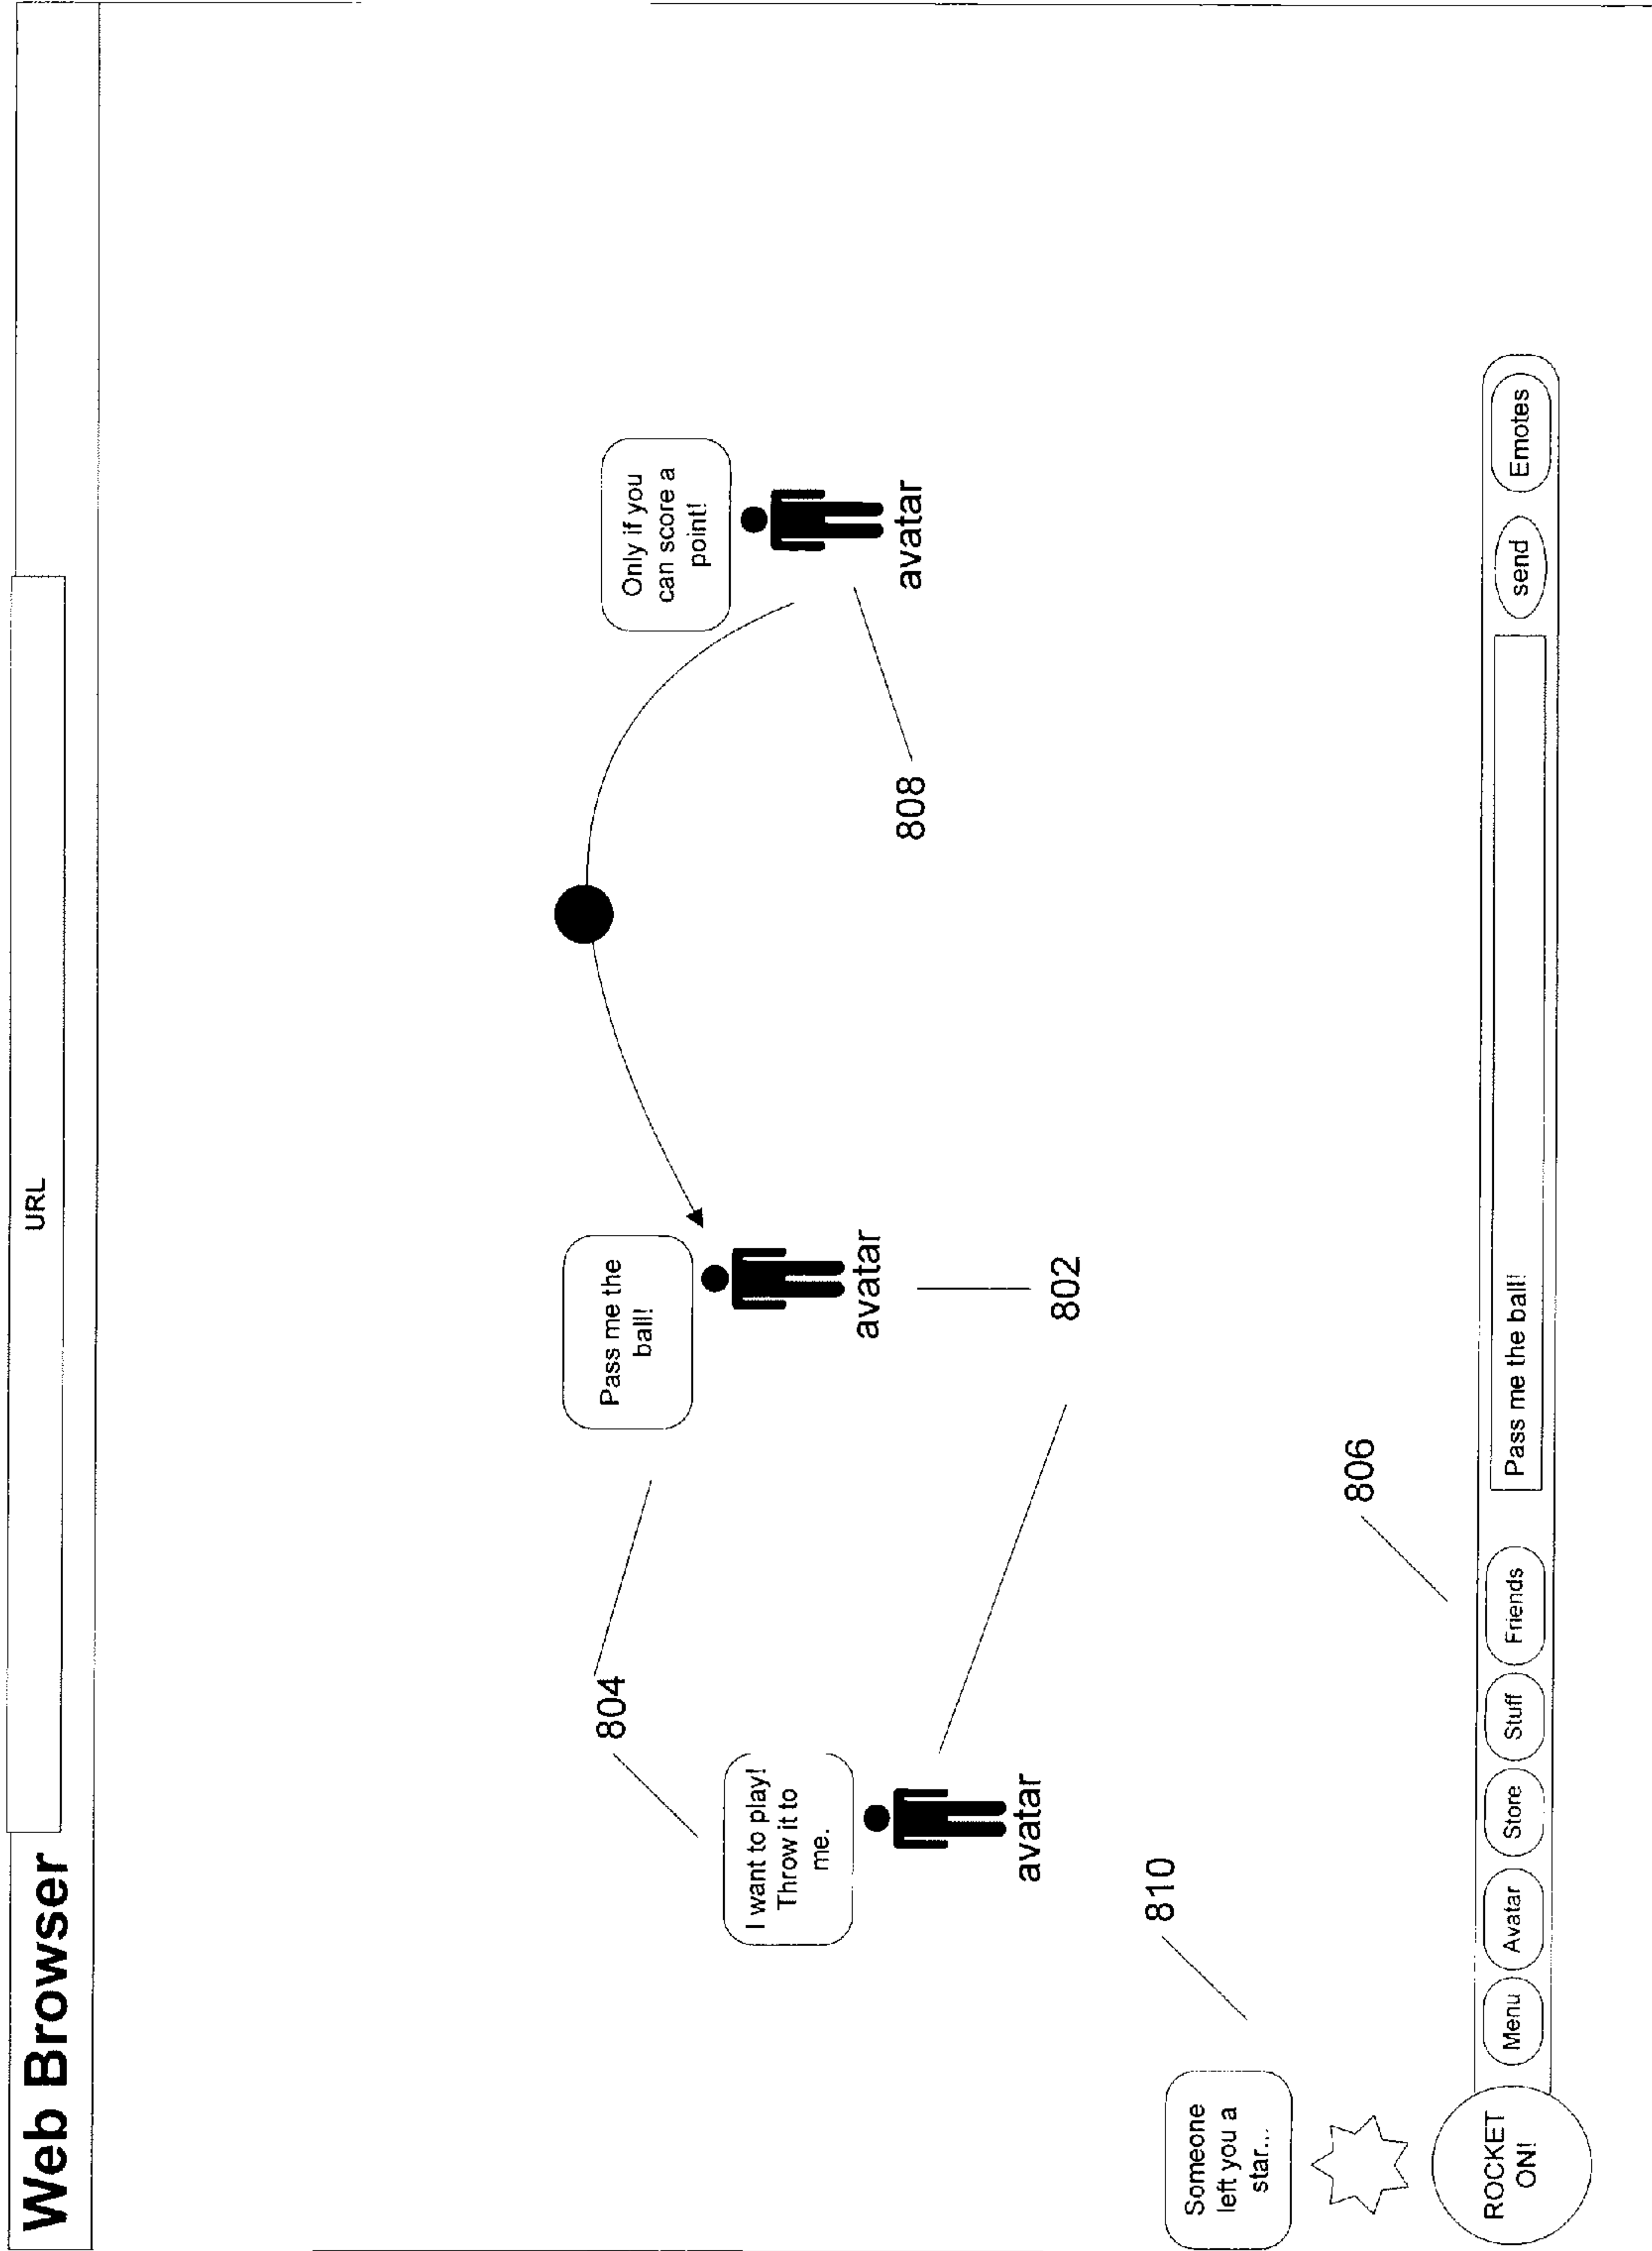 Web Browser
URL
Pass me the
ball!
Only if you
can score a
point!
804
I want to play!
Throw it to
me.
avatar
avatar
avatar
808
802
810
Someone
left you a
star...
806
ROCKET
ON!
Menu
Avatar
Store
Stuff
Friends
Pass me the ball!
send
Emotes